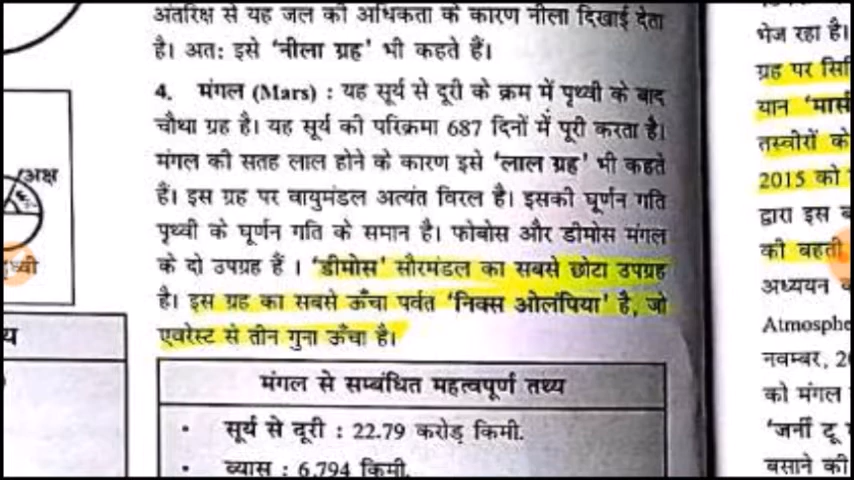 अंतरिक्ष से यह जल की अधिकता के कारण नीला दिखाई देता
है। अत: इसे 'नीला ग्रह' भी कहते हैं।
4. मंगल (Mars) : यह सूर्य से दूरी के क्रम में पृथ्वी के बाद
चौथा ग्रह है। यह सूर्य की परिक्रमा 687 दिनों में पूरी करता है।
मंगल की सतह लाल होने के कारण इसे 'लाल ग्रह' भी कहते
हैं। इस ग्रह पर वायुमंडल अत्यंत विरल है। इसकी घूर्णन गति
पृथ्वी के घूर्णन गति के समान है। फोबोस और डीमोस मंगल
के दो उपग्रह हैं । 'डीमोस' सौरमंडल का सबसे छोटा उपग्रह
है। इस ग्रह का सबसे ऊँचा पर्वत 'निक्स ओलंपिया' है, जो
एवरेस्ट से तीन गुना ऊँचा है।
मंगल से सम्बंधित महत्वपूर्ण तथ्य
• सूर्य से दूरी : 22.79 करोड़ किमी.
• व्यास : 6,794 किमी.
अक्ष
भेज रहा है।
ग्रह पर
यान
तस्वीरों के
2015 को
द्वारा इस
की बहती
अध्ययन
नवम्बर,
को मंगल
'जर्नी टू
बसाने की